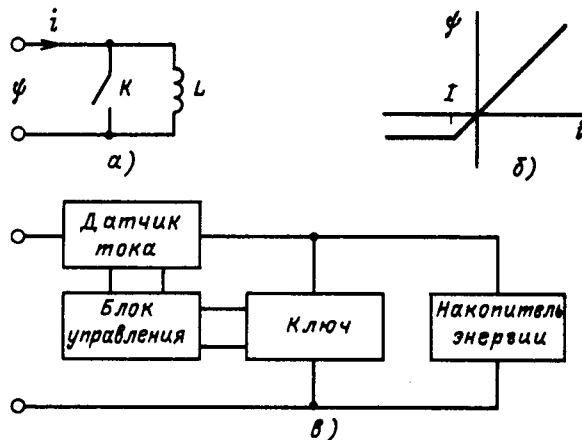 i
ψ
K
L
а)
ψ
I
i
б)
Датчик
тока
Блок
управления
Ключ
Накопитель
энергии
в)